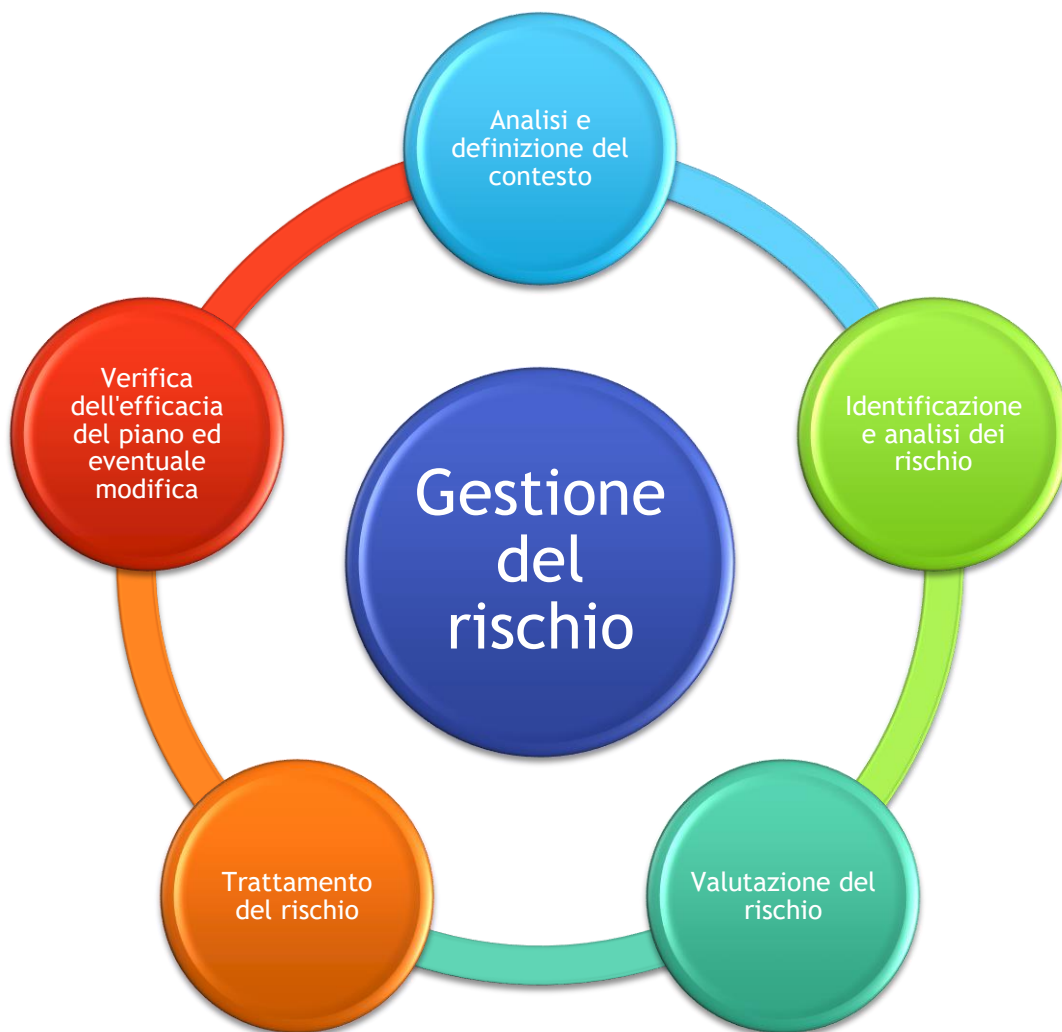 Analisi e
definizione del
contesto
Identificazione
e analisi dei
rischio
Valutazione del
rischio
Trattamento
del rischio
Verifica
dell'efficacia
del piano ed
eventuale
modifica
Gestione
del
rischio